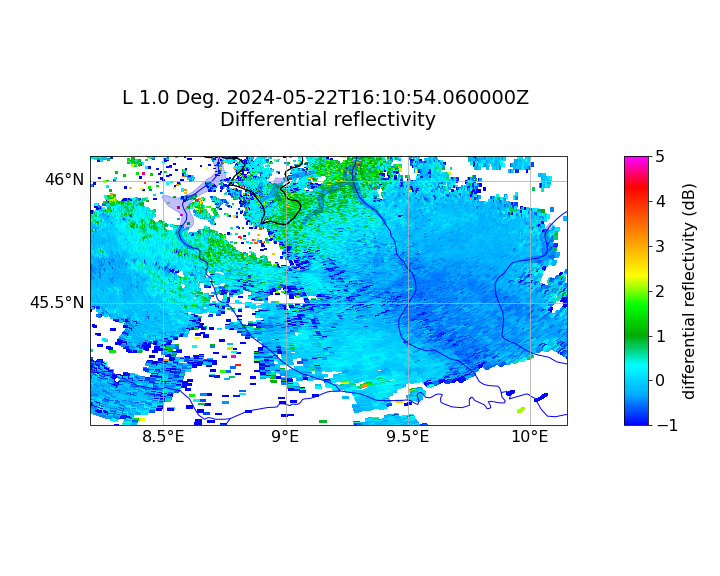 L 1.0 Deg. 2024-05-22T16:10:54.060000Z
Differential reflectivity
46°N
45.5°N
8.5°E
9°E
9.5°E
10°E
5
4
3
2
1
0
−1
differential reflectivity (dB)